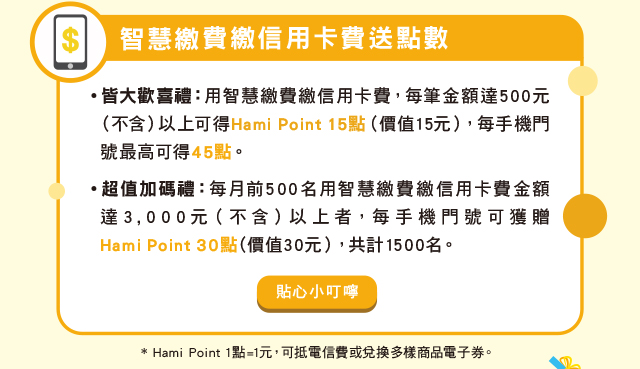 $
智慧繳費繳信用卡費送點數
•皆大歡喜禮：用智慧繳費繳信用卡費，每筆金額達500元
（不含）以上可得Hami Point 15點（價值15元），每手機門
號最高可得45點。
•超值加碼禮：每月前500名用智慧繳費繳信用卡費金額
達3,000元（不含）以上者，每手機門號可獲贈
Hami Point 30點(價值30元），共計1500名。
貼心小叮嚀
* Hami Point 1點=1元，可抵電信費或兌換多樣商品電子券。